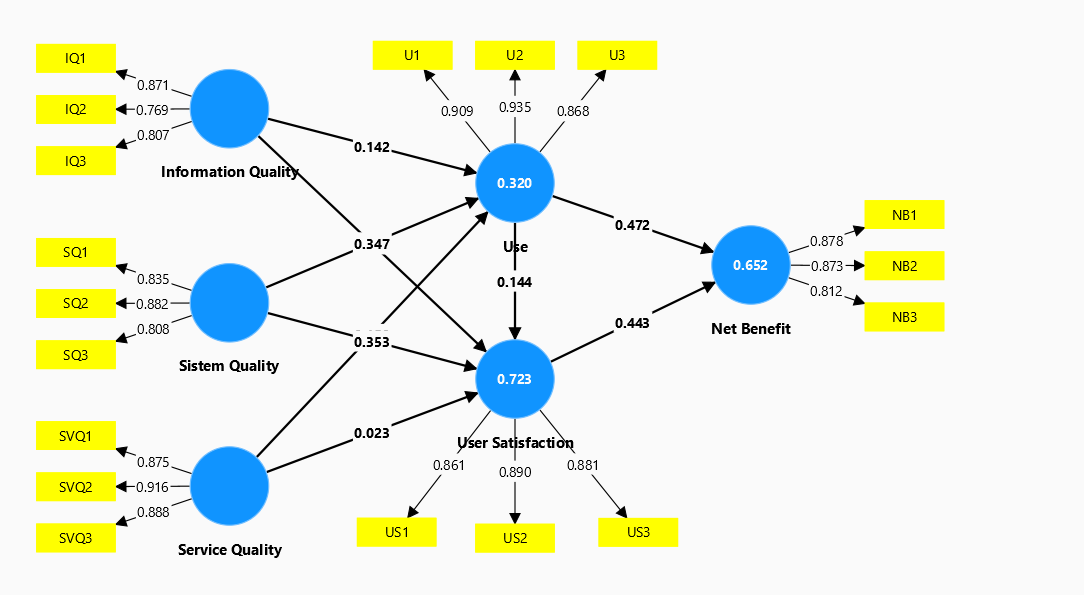 IQ1
IQ2
IQ3
0.871
0.769
0.807
Information Quality
SQ1
SQ2
SQ3
0.835
0.882
0.808
Sistem Quality
SVQ1
SVQ2
SVQ3
0.875
0.916
0.888
Service Quality
0.142
0.347
0.353
0.023
U1
U2
U3
0.909
0.935
0.868
0.320
Use
0.144
0.723
User Satisfaction
0.861
0.890
0.881
US1
US2
US3
0.472
0.443
0.652
Net Benefit
0.878
0.873
0.812
NB1
NB2
NB3